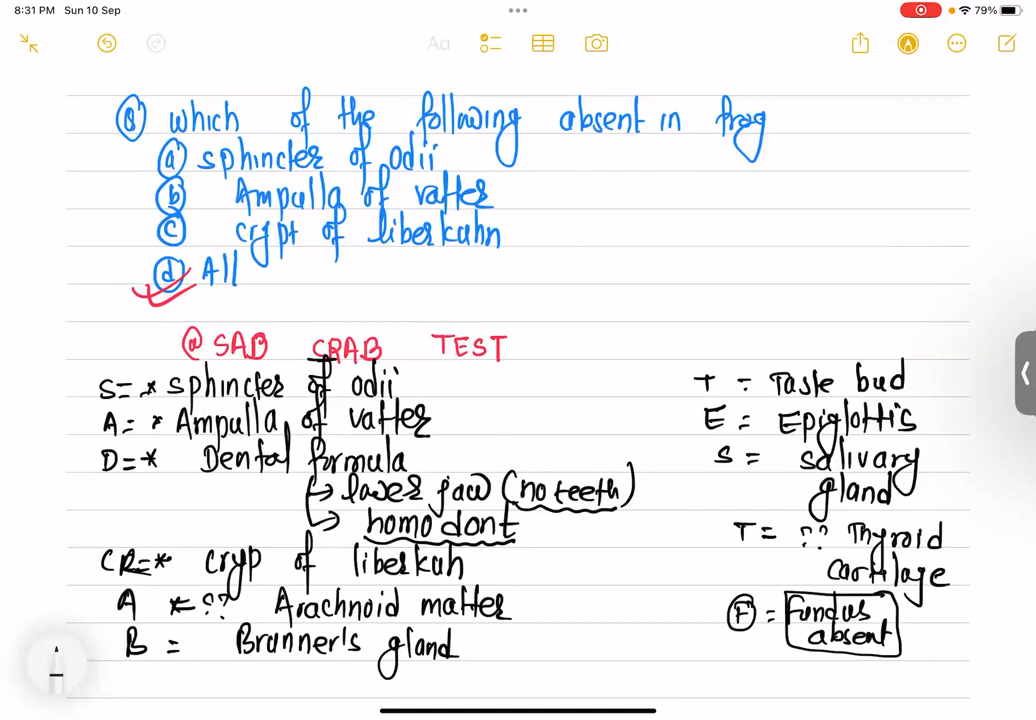 8:31 PM Sun 10 Sep
79%
Aa
Q which of the following absent in frog
a sphincter of odii
b Ampulla of vatter
c crypt of liberkuhn
d All
@ SAD CRAB TEST
S= * sphincter of odii
A= * Ampulla of vatter
D=* Dental formula
→ lower jaw (no teeth)
→ homodont
CR=* cryp of liberkuh
A *= ?? Arachnoid matter
B = Brunner's gland
T = Taste bud
E = Epiglottis
S = salivary
gland
T = ?? Thyroid
cartilage
F = Fundus
absent